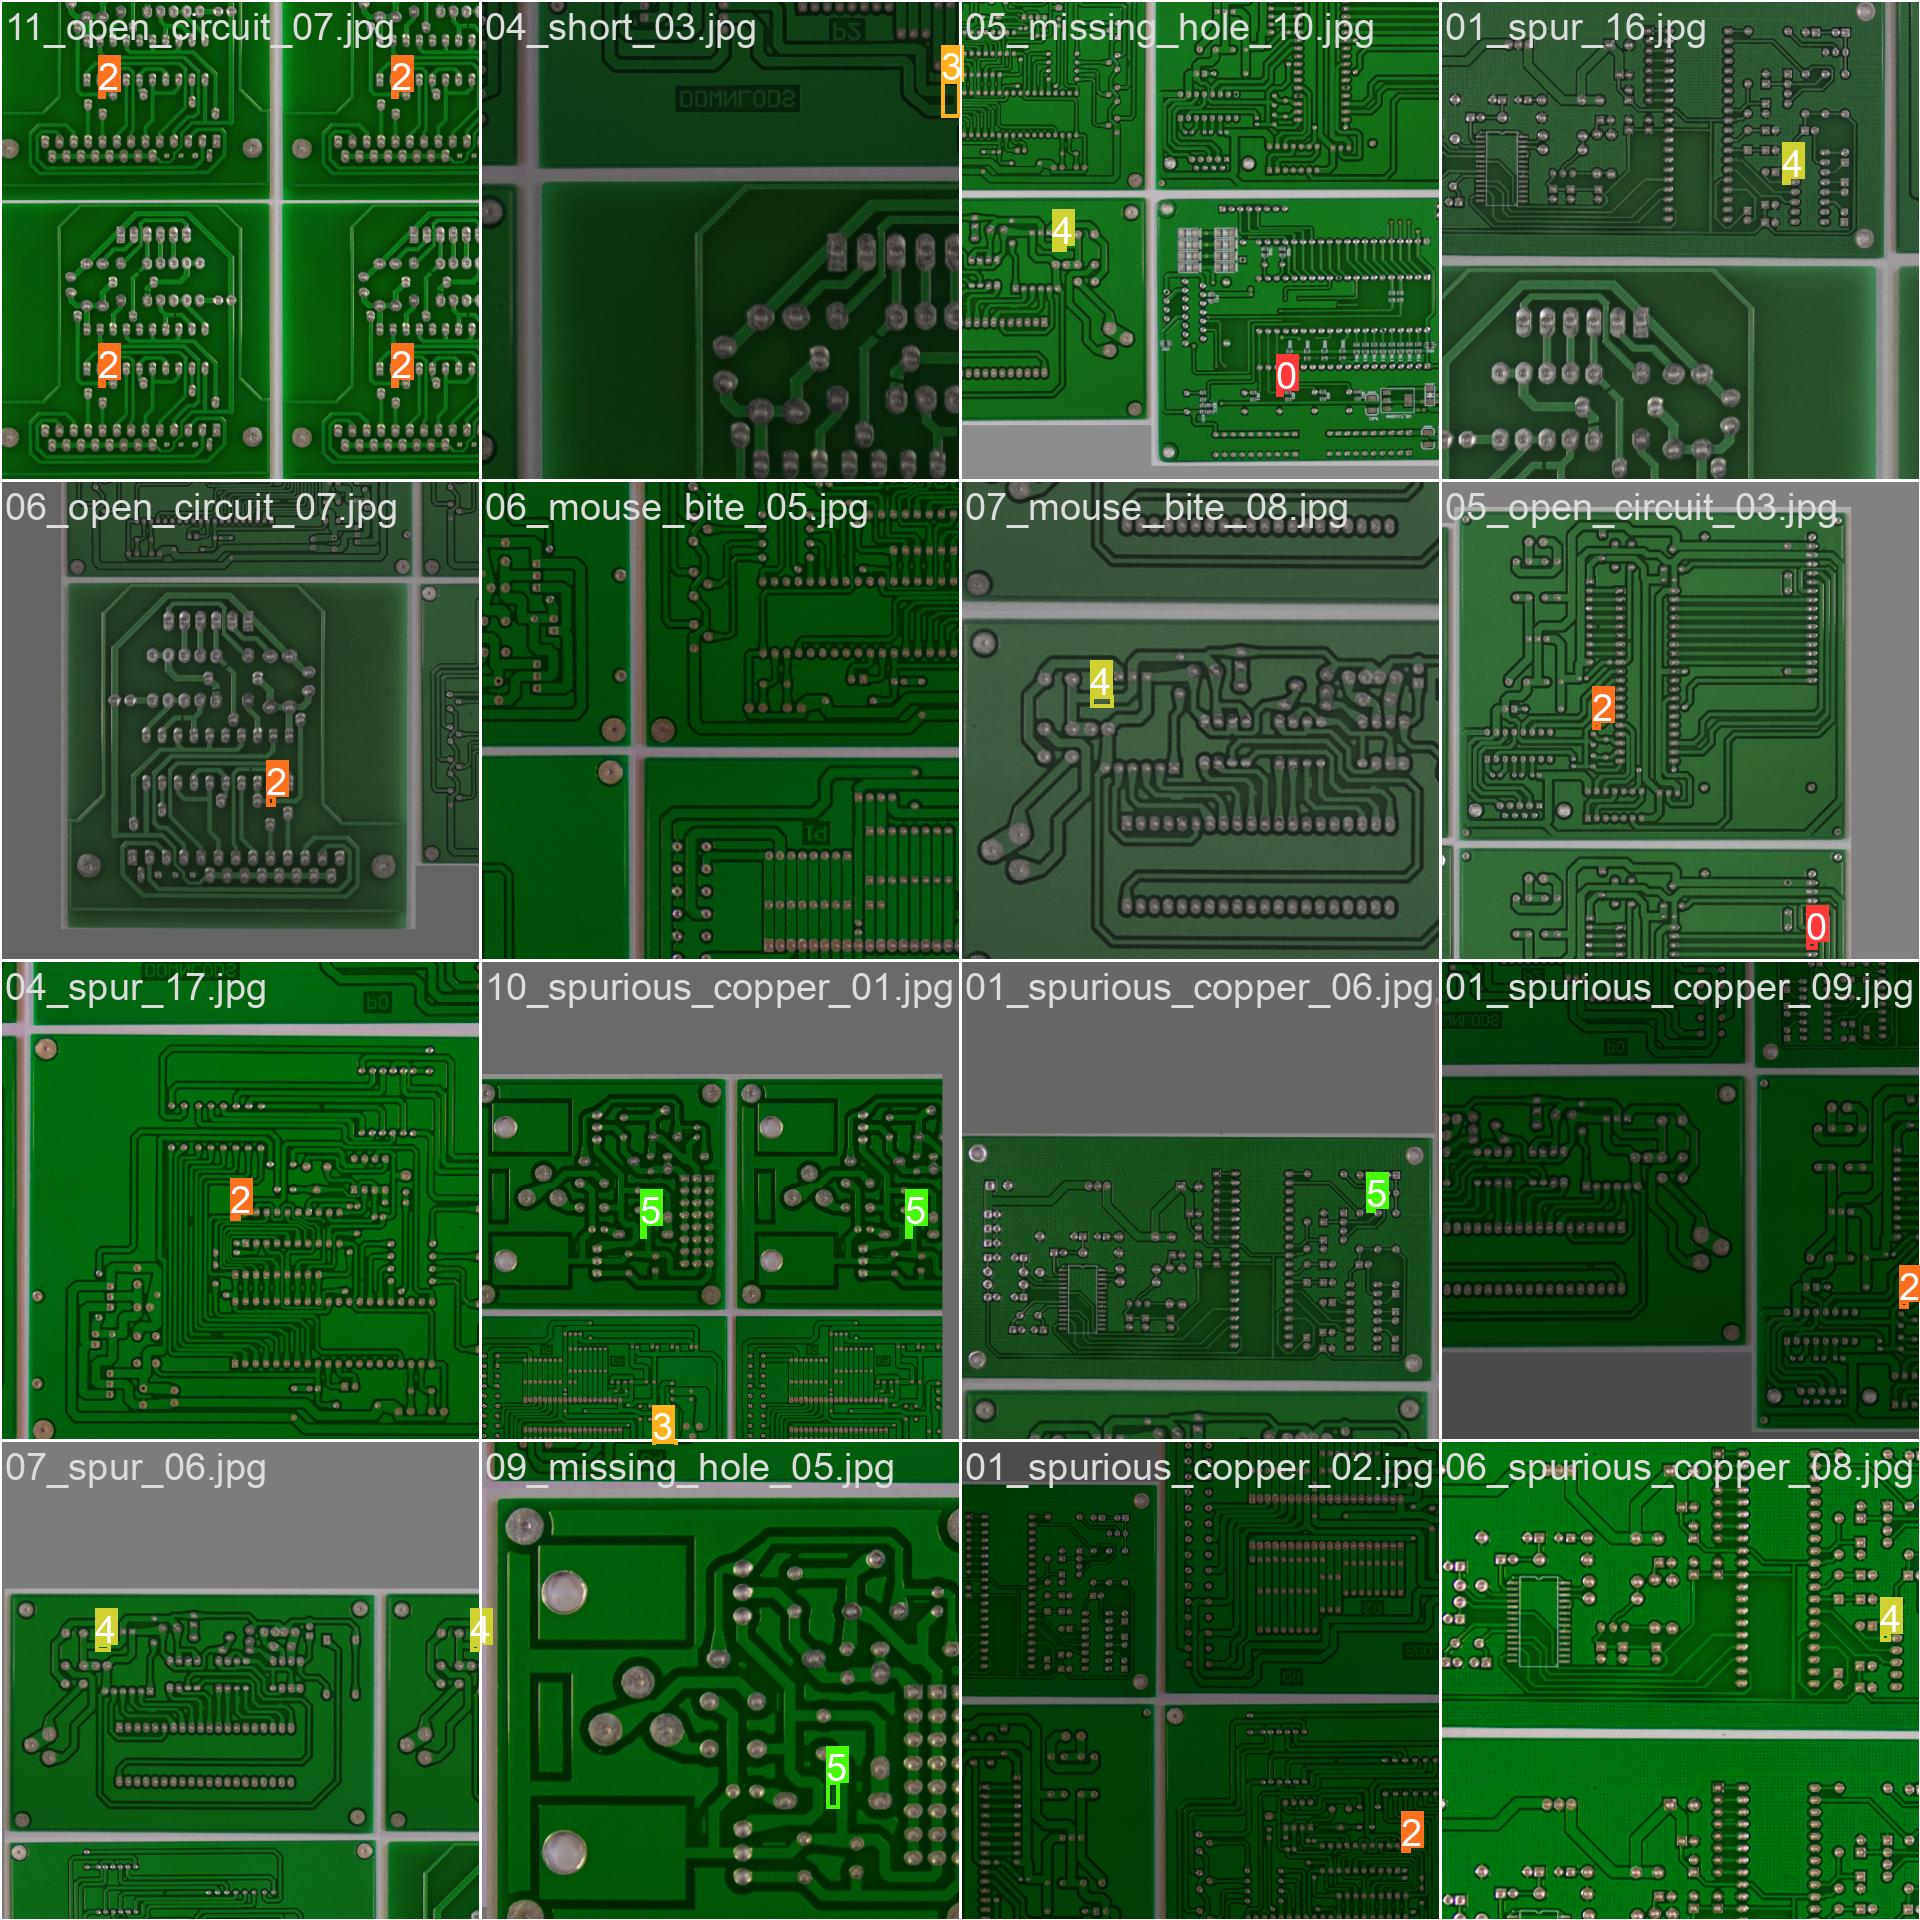 11_open_circuit_07.jpg
2
2
2
2
04_short_03.jpg
3
05_missing_hole_10.jpg
4
0
01_spur_16.jpg
4
06_open_circuit_07.jpg
2
06_mouse_bite_05.jpg
P1
07_mouse_bite_08.jpg
4
05_open_circuit_03.jpg
2
0
04_spur_17.jpg
2
10_spurious_copper_01.jpg
5
5
3
01_spurious_copper_06.jpg
5
01_spurious_copper_09.jpg
2
07_spur_06.jpg
4
4
09_missing_hole_05.jpg
5
01_spurious_copper_02.jpg
2
06_spurious_copper_08.jpg
4